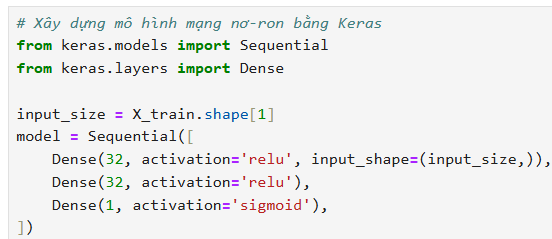 # Xây dựng mô hình mạng nơ-ron bằng Keras
from keras.models import Sequential
from keras.layers import Dense

input_size = X_train.shape[1]
model = Sequential([
    Dense(32, activation='relu', input_shape=(input_size,)),
    Dense(32, activation='relu'),
    Dense(1, activation='sigmoid'),
])